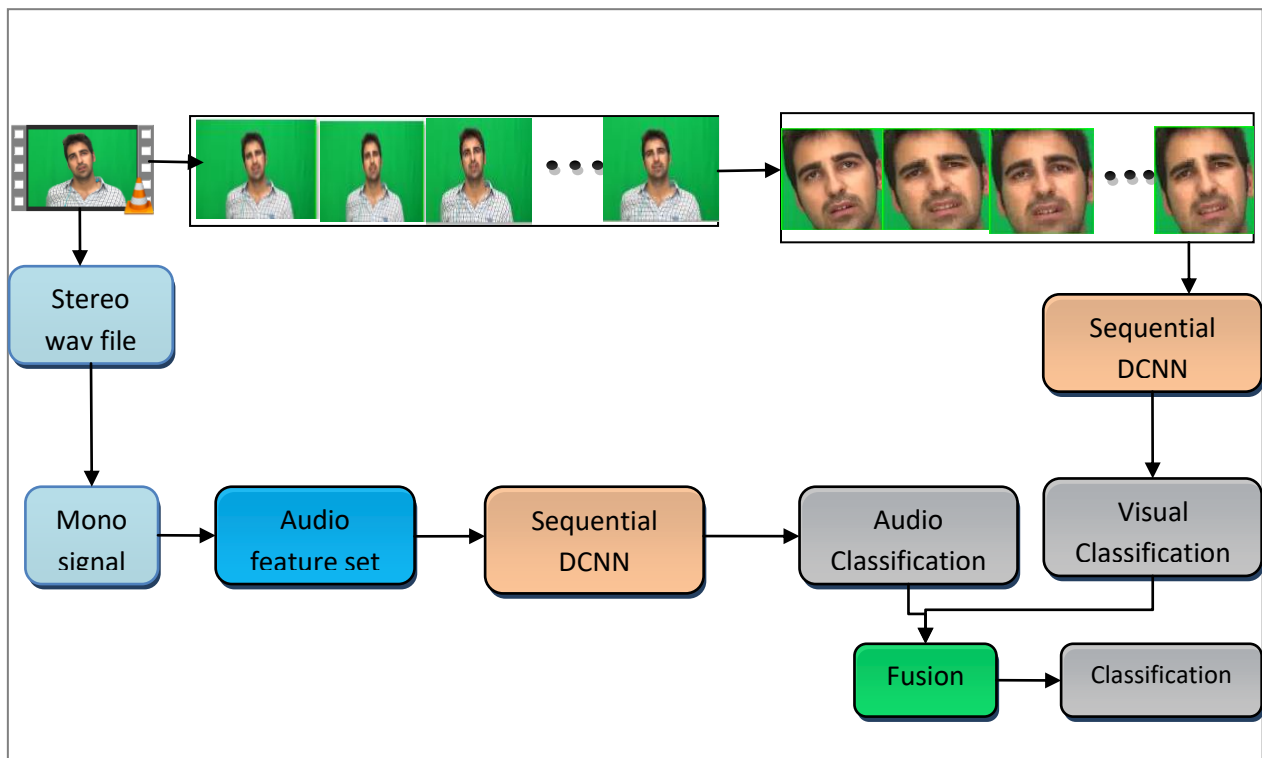 Stereo
wav file
Sequential
DCNN
Mono
signal
Audio
feature set
Sequential
DCNN
Audio
Classification
Visual
Classification
Fusion
Classification